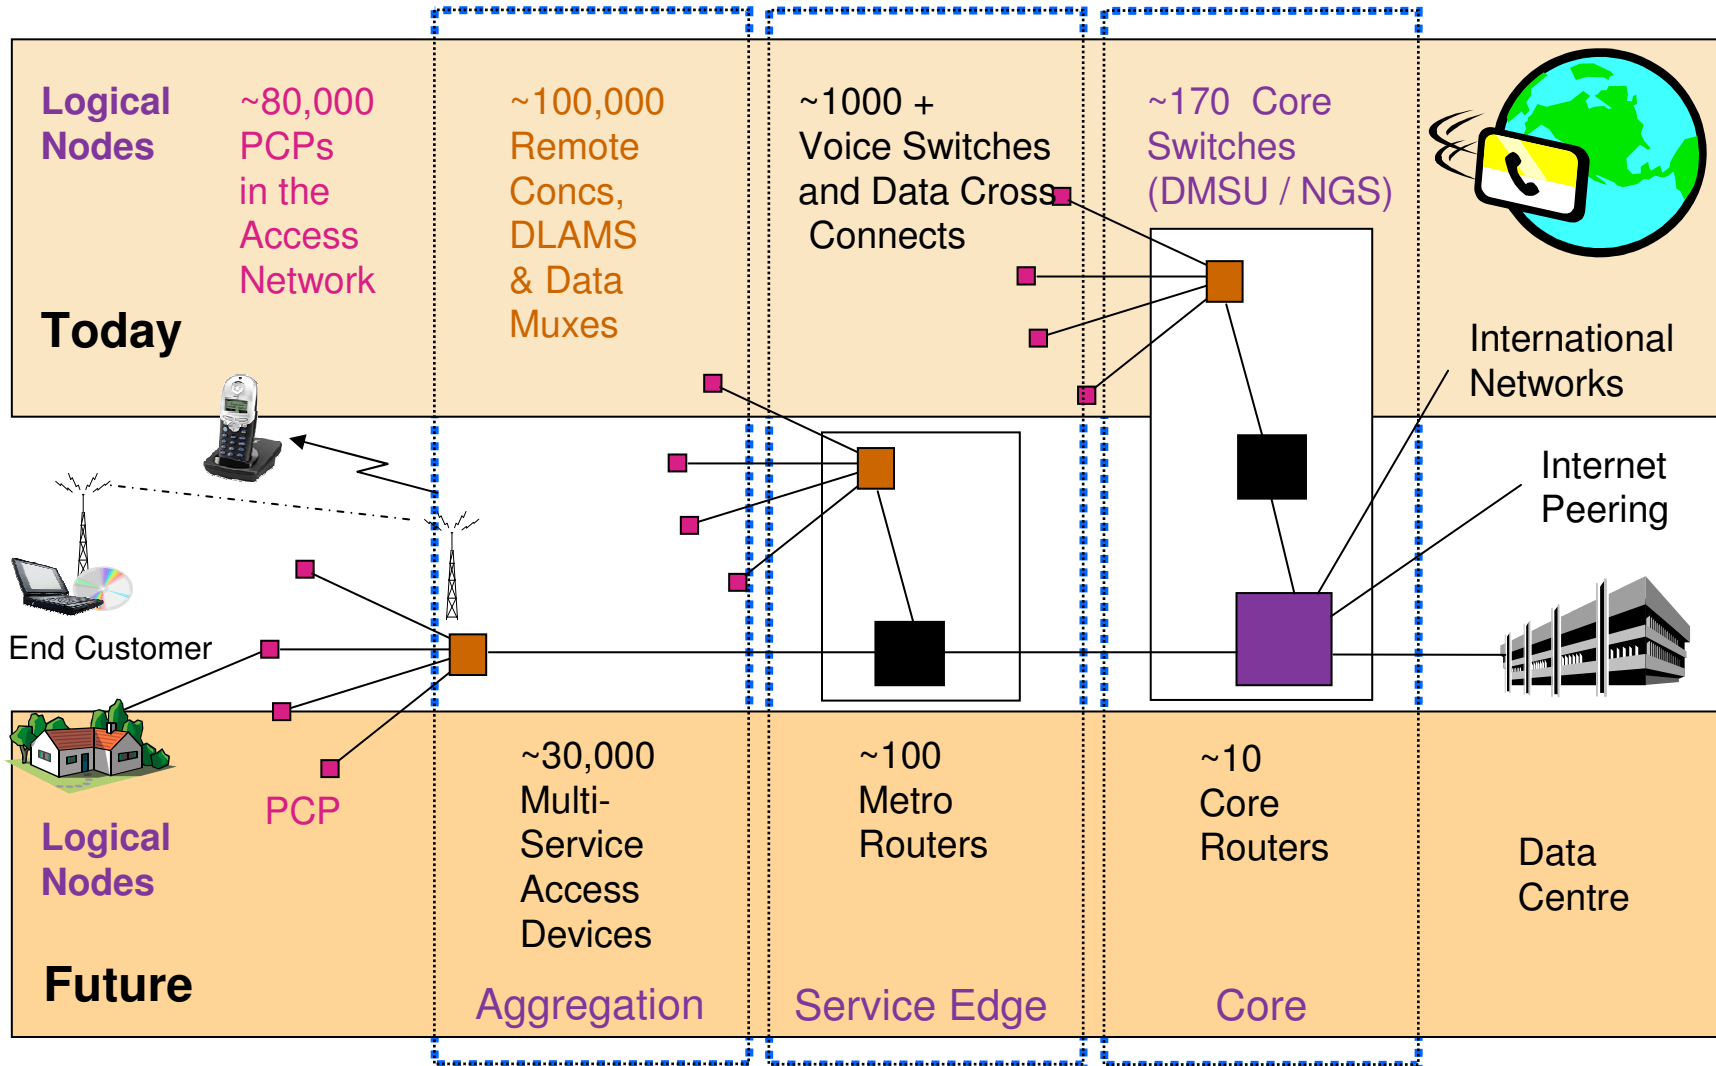 Logical
Nodes
~80,000
PCPs
in the
Access
Network
~100,000
Remote
Concs,
DLAMS
& Data
Muxes
~1000 +
Voice Switches
and Data Cross
Connects
~170 Core
Switches
(DMSU / NGS)
Today
International
Networks
Internet
Peering
End Customer
PCP
Logical
Nodes
~30,000
Multi-
Service
Access
Devices
~100
Metro
Routers
~10
Core
Routers
Data
Centre
Future
Aggregation
Service Edge
Core